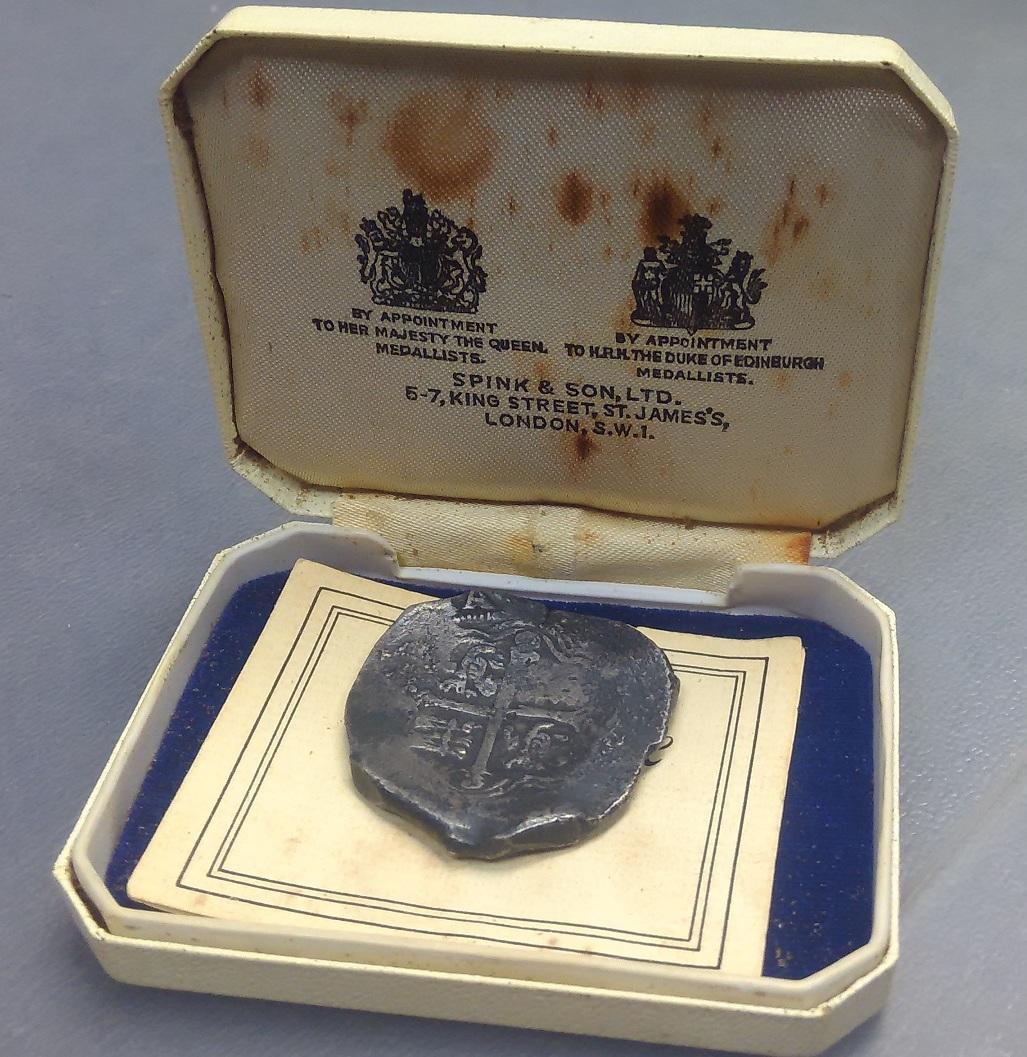 BY APPOINTMENT
TO HER MAJESTY THE QUEEN.
MEDALLISTS.
BY APPOINTMENT
TO H.R.H. THE DUKE OF EDINBURGH
MEDALLISTS.
SPINK & SON, LTD.
5-7, KING STREET, ST. JAMES'S,
LONDON, S.W.1.
A